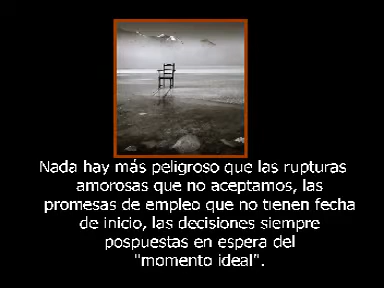 Nada hay más peligroso que las rupturas
amorosas que no aceptamos, las
promesas de empleo que no tienen fecha
de inicio, las decisiones siempre
pospuestas en espera del
"momento ideal".